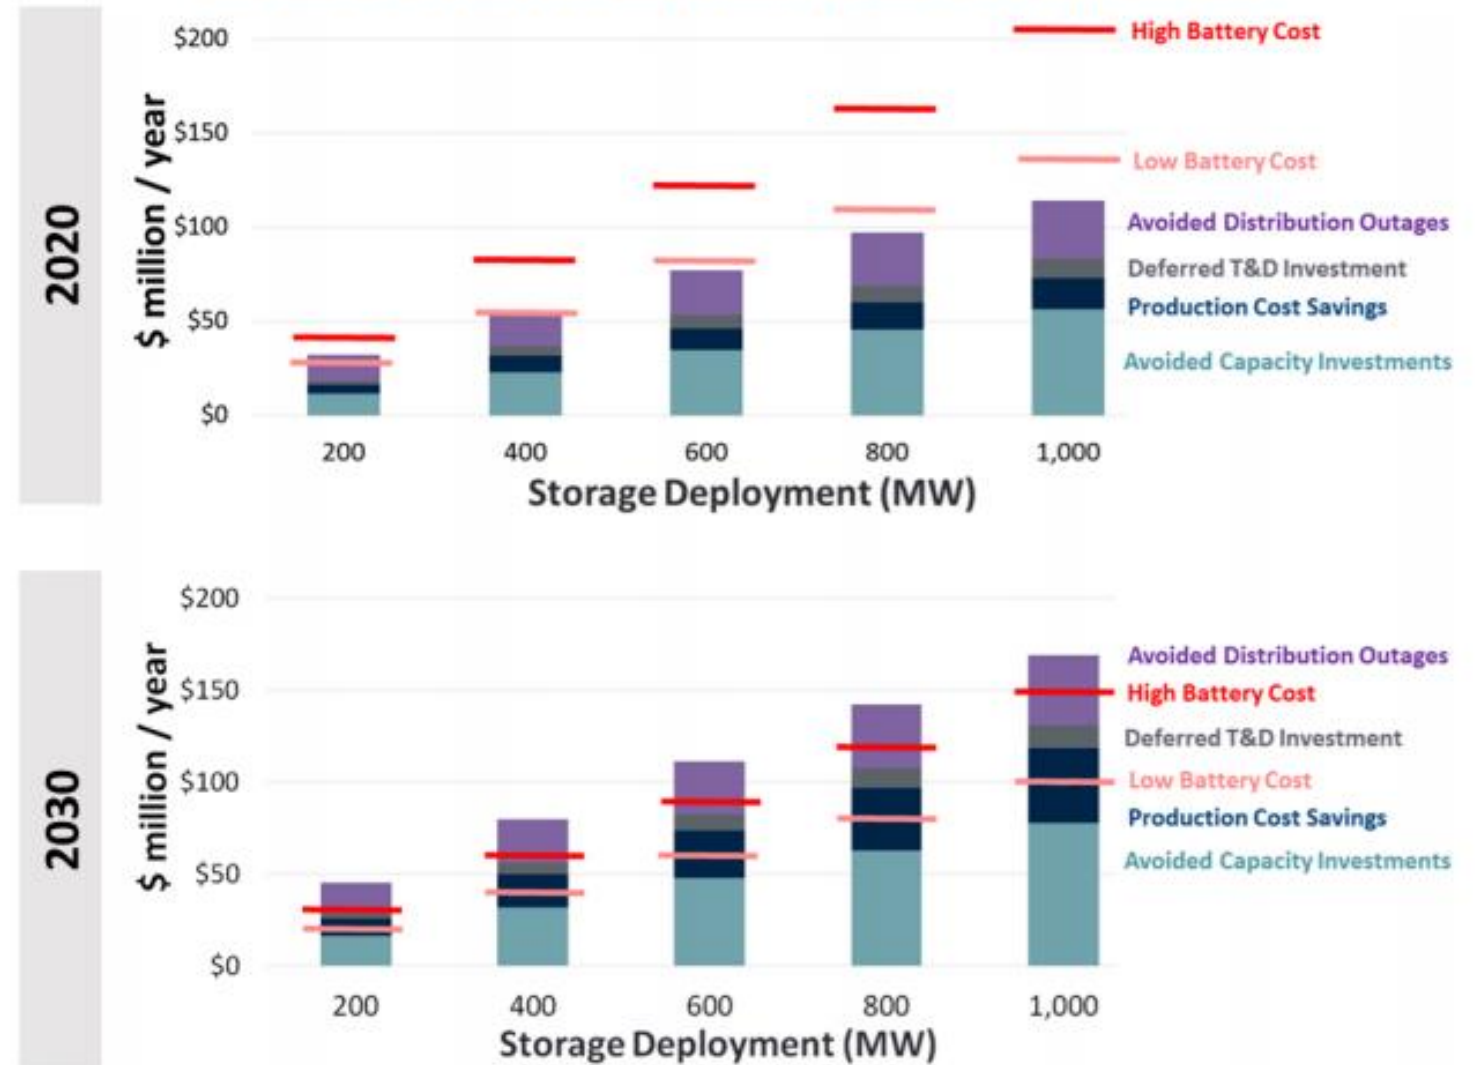 2020
$ million / year
$200
$150
$100
$50
$0
200 400 600 800 1,000
Storage Deployment (MW)
High Battery Cost
Low Battery Cost
Avoided Distribution Outages
Deferred T&D Investment
Production Cost Savings
Avoided Capacity Investments
2030
$ million / year
$200
$150
$100
$50
$0
200 400 600 800 1,000
Storage Deployment (MW)
Avoided Distribution Outages
High Battery Cost
Deferred T&D Investment
Low Battery Cost
Production Cost Savings
Avoided Capacity Investments